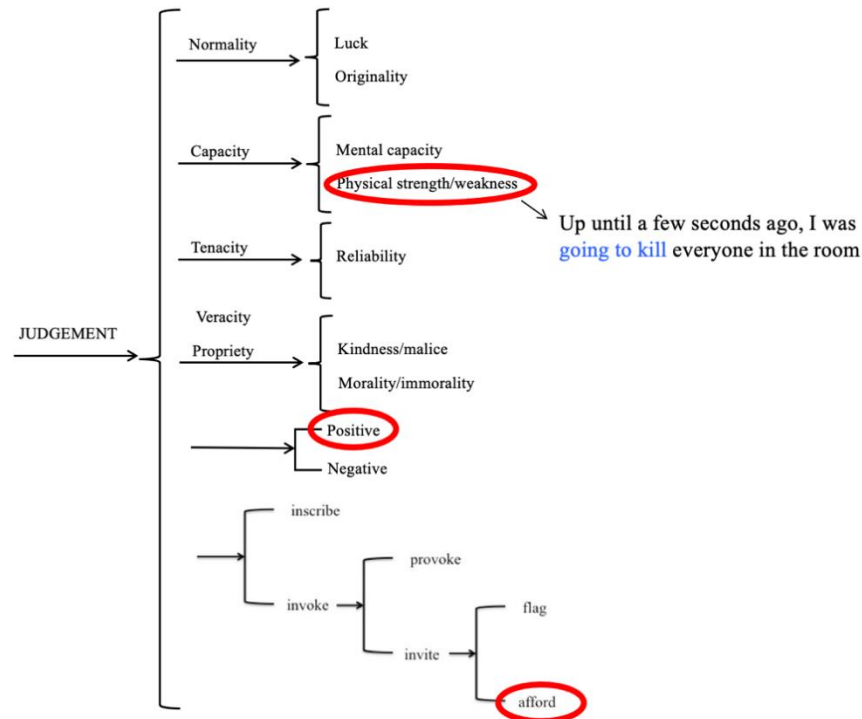 Normality
Luck
Originality
Capacity
Mental capacity
Physical strength/weakness
Up until a few seconds ago, I was
going to kill everyone in the room
Tenacity
Reliability
Veracity
JUDGEMENT
Propriety
Kindness/malice
Morality/immorality
Positive
Negative
inscribe
provoke
invoke
flag
invite
afford